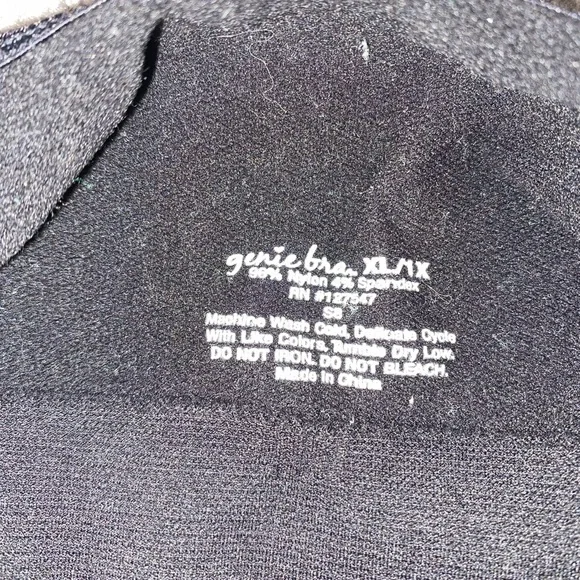 genie bra XL/1X
96% Nylon 4% Spandex
RN #127547
S3
Machine Wash Cold, Delicate Cycle
With Like Colors, Tumble Dry Low.
DO NOT IRON. DO NOT BLEACH.
Made in China